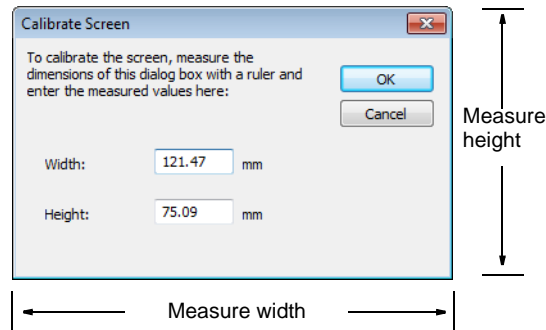 Calibrate Screen
To calibrate the screen, measure the
dimensions of this dialog box with a ruler and
enter the measured values here:
OK
Cancel
Width: 121.47 mm
Height: 75.09 mm
Measure
height
Measure width